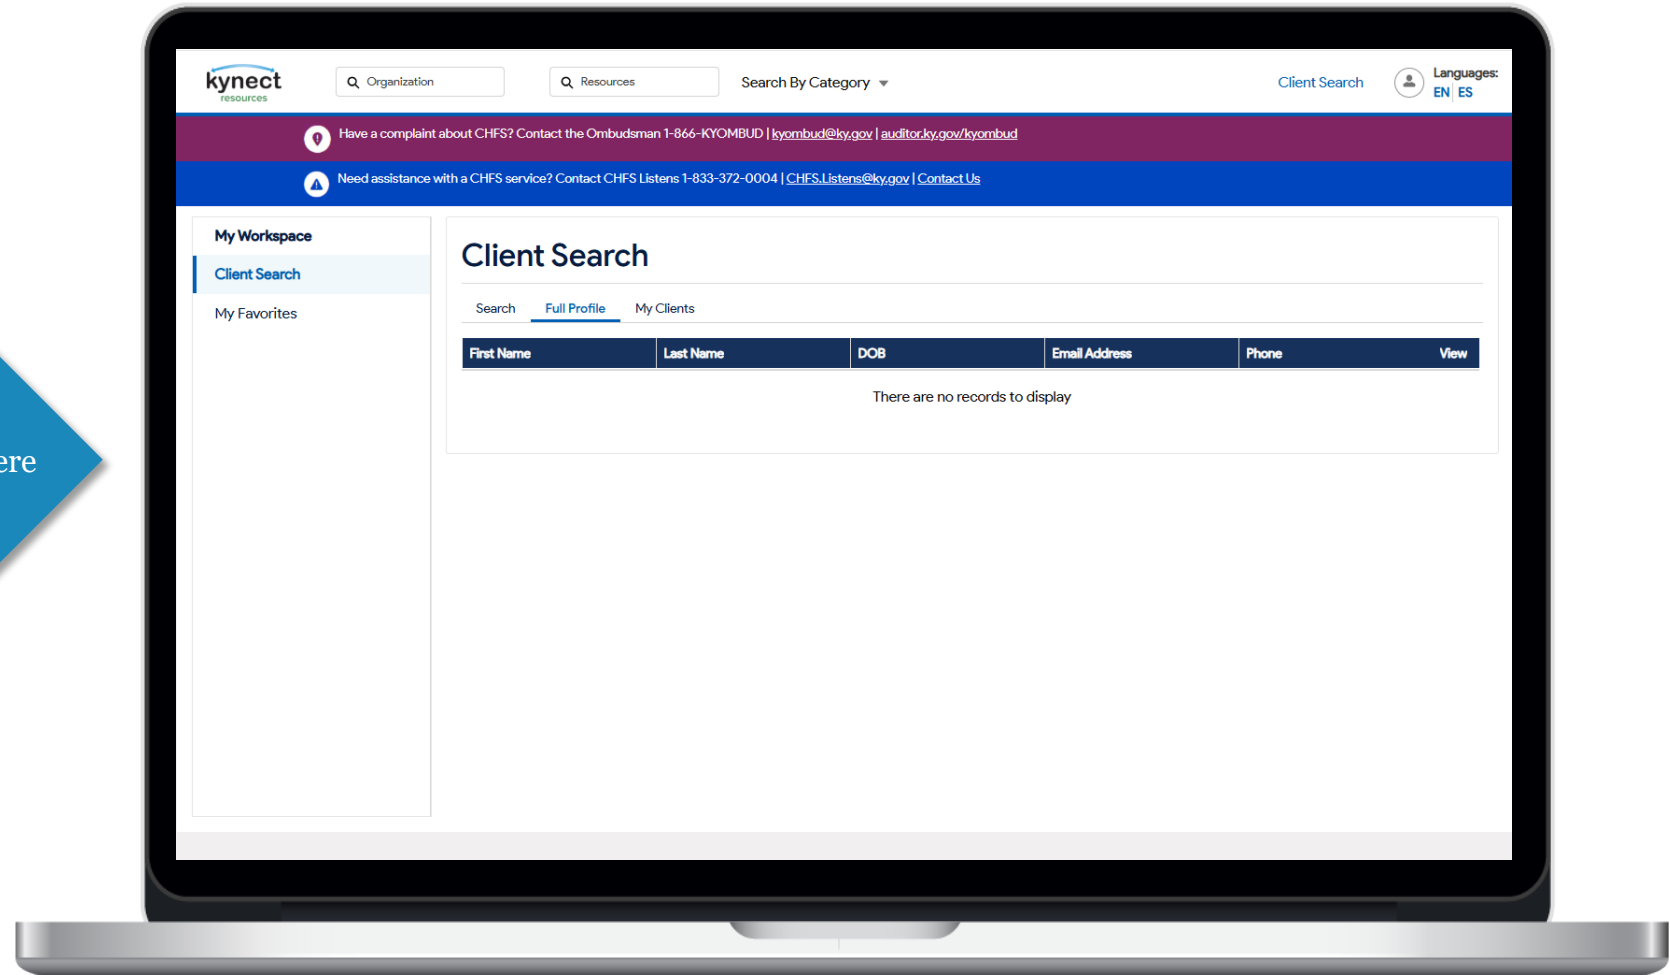 kynect
resources
Organization
Resources
Search By Category
Client Search
Languages:
EN ES
Have a complaint about CHFS? Contact the Ombudsman 1-866-KYOMBUD | kyombud@ky.gov | auditor.ky.gov/kyombud
Need assistance with a CHFS service? Contact CHFS Listens 1-833-372-0004 | CHFS.Listens@ky.gov | Contact Us
My Workspace
Client Search
My Favorites
Client Search
Search Full Profile My Clients
First Name Last Name DOB Email Address Phone View
There are no records to display